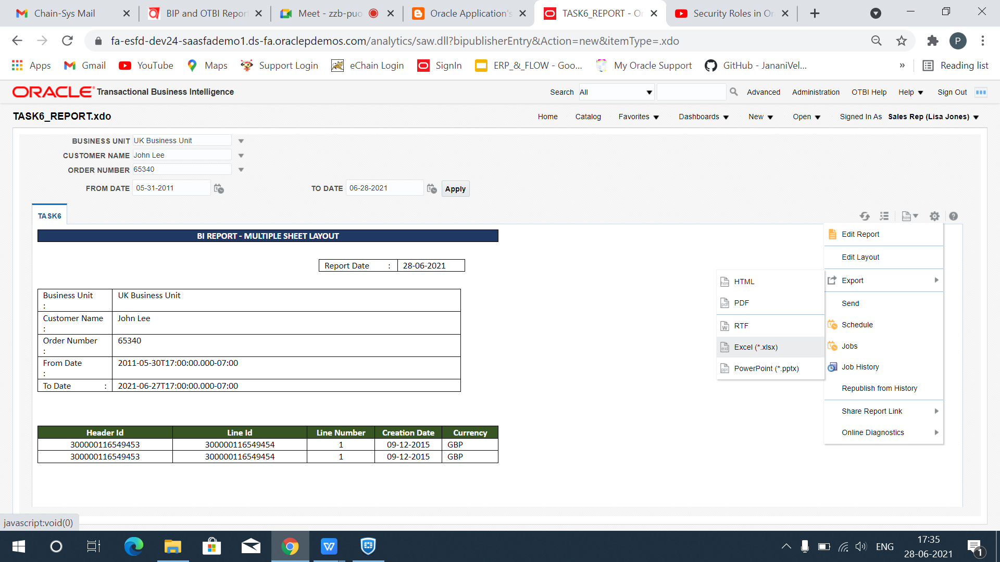 Chain-Sys Mail
BIP and OTBI Repor
Meet - zzb-puo
Oracle Application's
TASK6_REPORT - Or
Security Roles in Or
fa-esfd-dev24-saasfademo1.ds-fa.oraclepdemos.com/analytics/saw.dll?bipublisherEntry&Action=new&itemType=.xdo
P
Apps
Gmail
YouTube
Maps
Support Login
eChain Login
SignIn
ERP_&_FLOW - Goo...
My Oracle Support
GitHub - JananiVel...
»
Reading list
ORACLE Transactional Business Intelligence
Search All
Advanced
Administration
OTBI Help
Help
Sign Out
TASK6_REPORT.xdo
Home
Catalog
Favorites
Dashboards
New
Open
Signed In As Sales Rep (Lisa Jones)
BUSINESS UNIT UK Business Unit
CUSTOMER NAME John Lee
ORDER NUMBER 65340
FROM DATE 05-31-2011 TO DATE 06-28-2021 Apply
TASK6
BI REPORT - MULTIPLE SHEET LAYOUT
Report Date : 28-06-2021
Business Unit : UK Business Unit
Customer Name : John Lee
Order Number : 65340
From Date : 2011-05-30T17:00:00.000-07:00
To Date : 2021-06-27T17:00:00.000-07:00
Header Id Line Id Line Number Creation Date Currency
300000116549453 300000116549454 1 09-12-2015 GBP
300000116549453 300000116549454 1 09-12-2015 GBP
HTML
PDF
RTF
Excel (*.xlsx)
PowerPoint (*.pptx)
Edit Report
Edit Layout
Export
Send
Schedule
Jobs
Job History
Republish from History
Share Report Link
Online Diagnostics
javascript:void(0)
ENG
17:35
28-06-2021
1